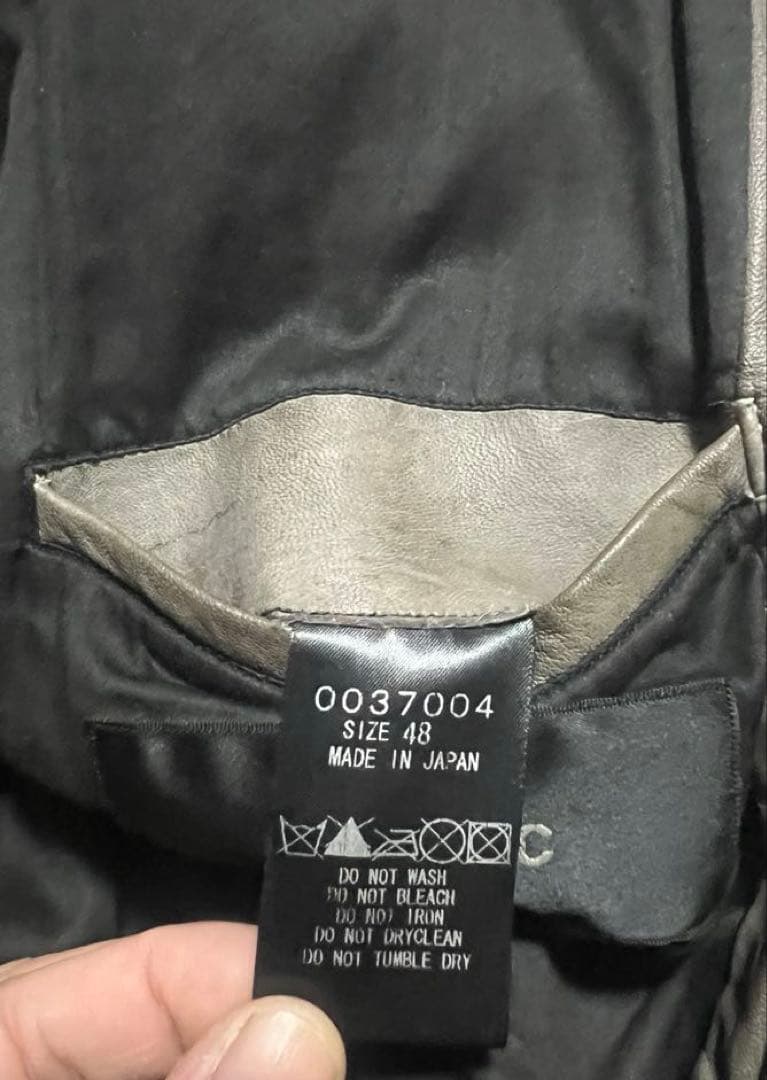 0037004
SIZE 48
MADE IN JAPAN
C
DO NOT WASH
DO NOT BLEACH
DO NOT IRON
DO NOT DRYCLEAN
DO NOT TUMBLE DRY